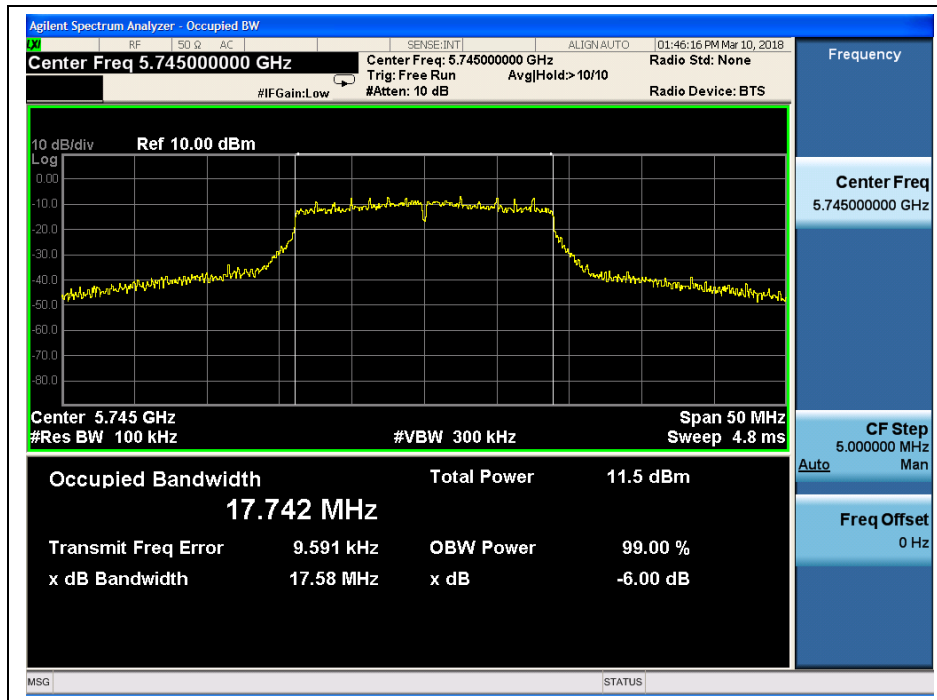 Agilent Spectrum Analyzer - Occupied BW
LXI RF 50 Ω AC SENSE:INT ALIGN AUTO 01:46:16 PM Mar 10, 2018
Center Freq 5.745000000 GHz
Center Freq: 5.745000000 GHz
Radio Std: None
Trig: Free Run Avg|Hold:>10/10
#IFGain:Low
#Atten: 10 dB
Radio Device: BTS
Frequency
10 dB/div Ref 10.00 dBm
Log
0.00
-10.0
-20.0
-30.0
-40.0
-50.0
-60.0
-70.0
-80.0
Center Freq
5.745000000 GHz
Center 5.745 GHz Span 50 MHz
#Res BW 100 kHz #VBW 300 kHz Sweep 4.8 ms
CF Step
5.000000 MHz
Auto Man
Occupied Bandwidth Total Power 11.5 dBm
17.742 MHz
Transmit Freq Error 9.591 kHz OBW Power 99.00 %
x dB Bandwidth 17.58 MHz x dB -6.00 dB
Freq Offset
0 Hz
MSG STATUS